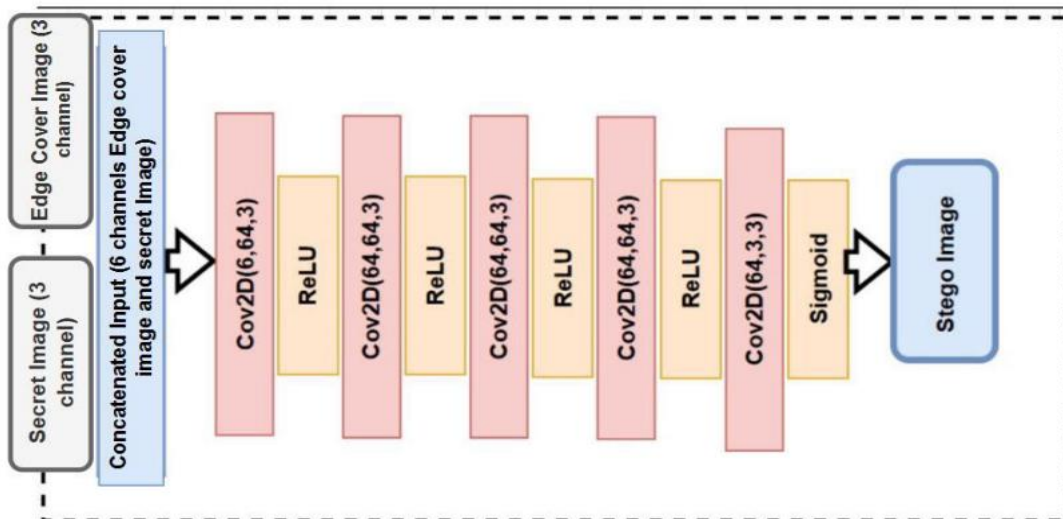 Edge Cover Image (3
channel)
Secret Image (3
channel)
Concatenated Input (6 channels Edge cover
image and secret Image)
Cov2D(6,64,3)
ReLU
Cov2D(64,64,3)
ReLU
Cov2D(64,64,3)
ReLU
Cov2D(64,64,3)
ReLU
Cov2D(64,3,3)
Sigmoid
Stego Image